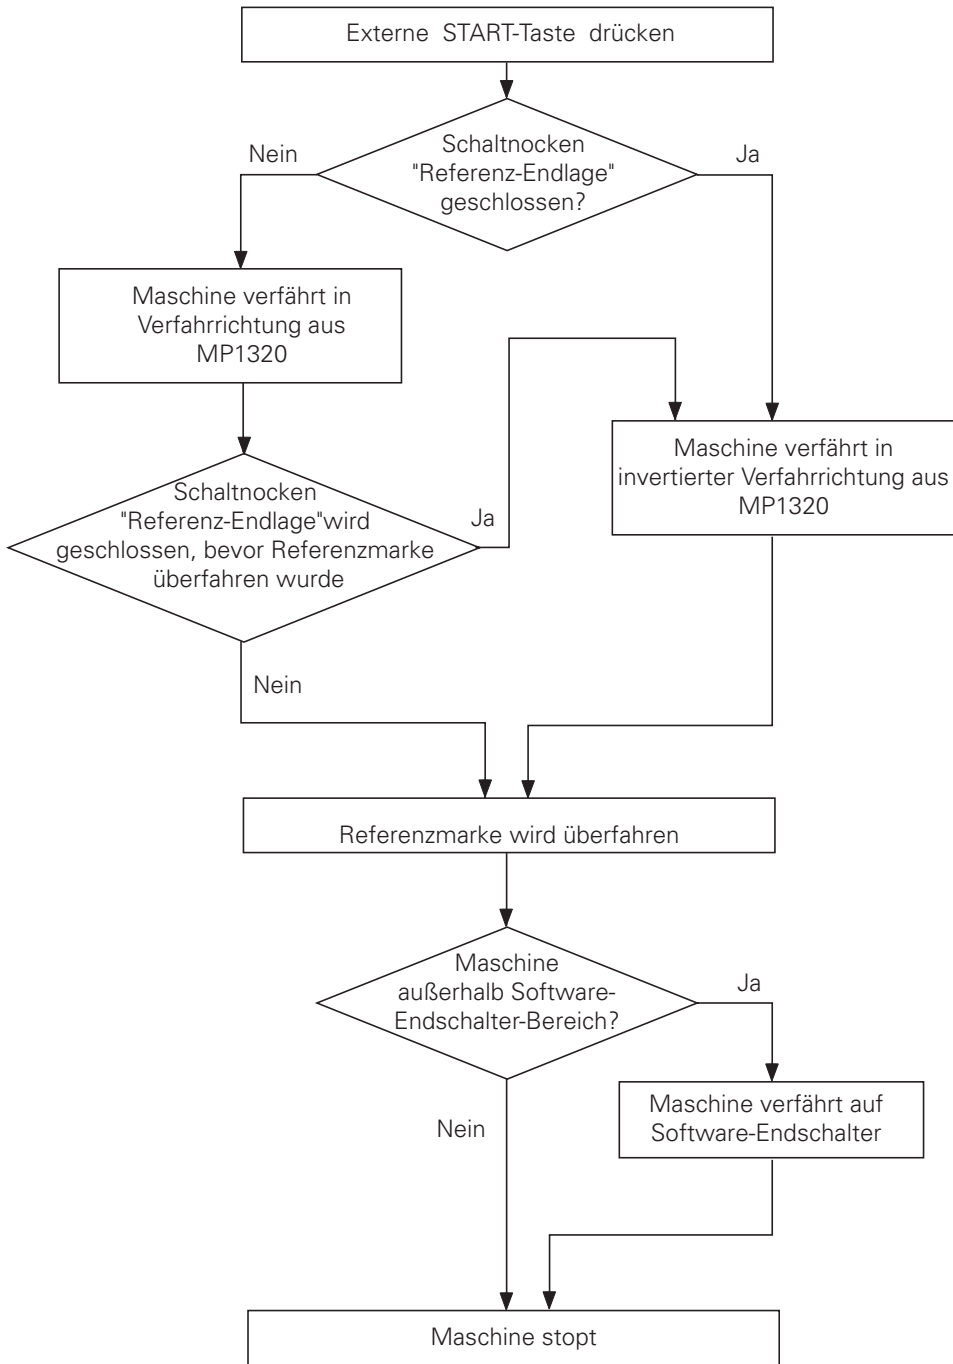 Externe START-Taste drücken
Schaltnocken
"Referenz-Endlage"
geschlossen?
Nein
Ja
Maschine verfährt in
Verfahrrichtung aus
MP1320
Maschine verfährt in
invertierter Verfahrrichtung aus
MP1320
Schaltnocken
"Referenz-Endlage"wird
geschlossen, bevor Referenzmarke
überfahren wurde
Ja
Nein
Referenzmarke wird überfahren
Maschine
außerhalb Software-
Endschalter-Bereich?
Ja
Nein
Maschine verfährt auf
Software-Endschalter
Maschine stopt